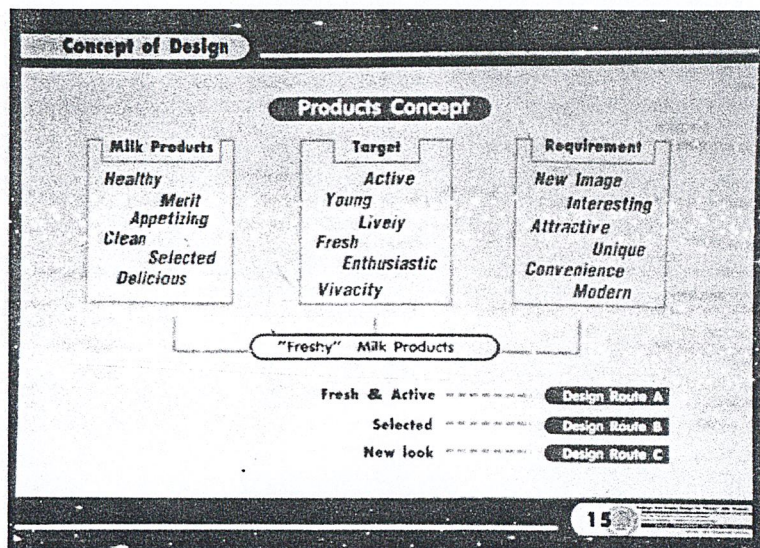 Concept of Design
Products Concept
Milk Products
Healthy
Merit
Appetizing
Clean
Selected
Delicious
Target
Active
Young
Lively
Fresh
Enthusiastic
Vivacity
Requirement
New Image
Interesting
Attractive
Unique
Convenience
Modern
"Freshy" Milk Products
Fresh & Active Design Route A
Selected Design Route B
New look Design Route C
15